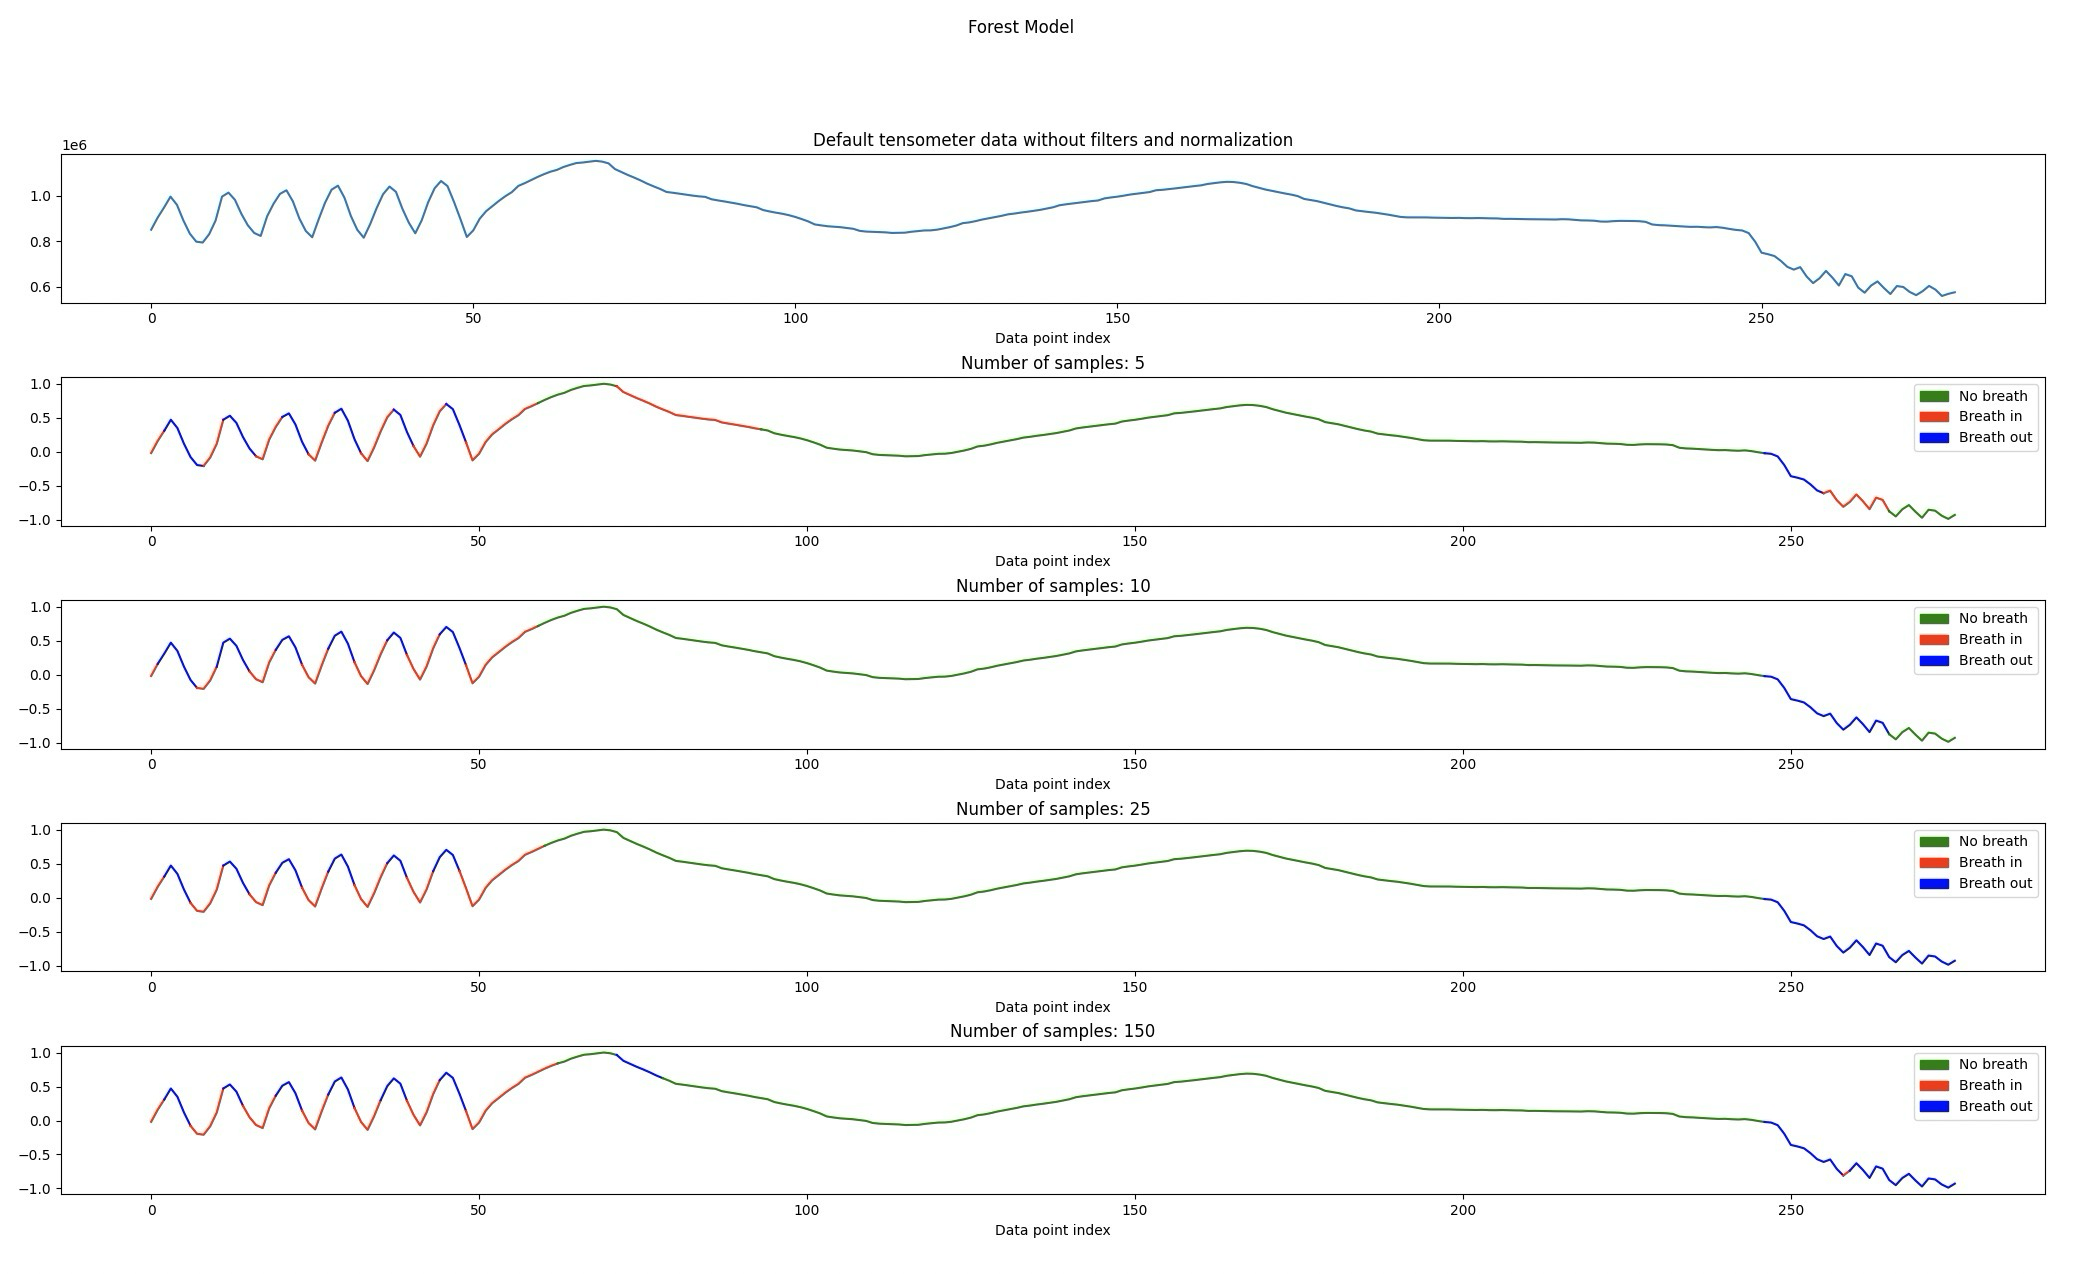 Forest Model
Default tensometer data without filters and normalization
1e6
1.0
0.8
0.6
0 50 100 150 200 250
Data point index
Number of samples: 5
1.0
0.5
0.0
−0.5
−1.0
No breath
Breath in
Breath out
0 50 100 150 200 250
Data point index
Number of samples: 10
1.0
0.5
0.0
−0.5
−1.0
No breath
Breath in
Breath out
0 50 100 150 200 250
Data point index
Number of samples: 25
1.0
0.5
0.0
−0.5
−1.0
No breath
Breath in
Breath out
0 50 100 150 200 250
Data point index
Number of samples: 150
1.0
0.5
0.0
−0.5
−1.0
No breath
Breath in
Breath out
0 50 100 150 200 250
Data point index